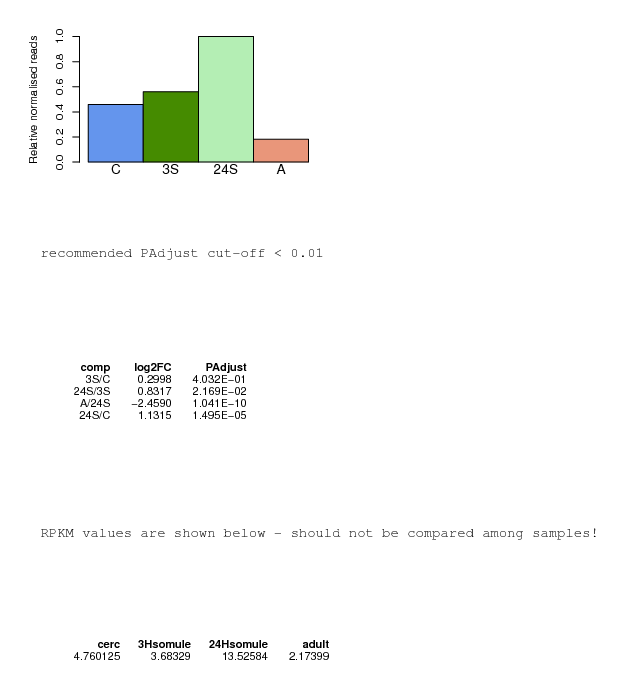 Relative normalised reads
1.0
0.8
0.6
0.4
0.2
0.0
C 3S 24S A
recommended PAdjust cut-off < 0.01
comp log2FC PAdjust
3S/C 0.2998 4.032E−01
24S/3S 0.8317 2.169E−02
A/24S −2.4590 1.041E−10
24S/C 1.1315 1.495E−05
RPKM values are shown below - should not be compared among samples!
cerc 3Hsomule 24Hsomule adult
4.760125 3.68329 13.52584 2.17399